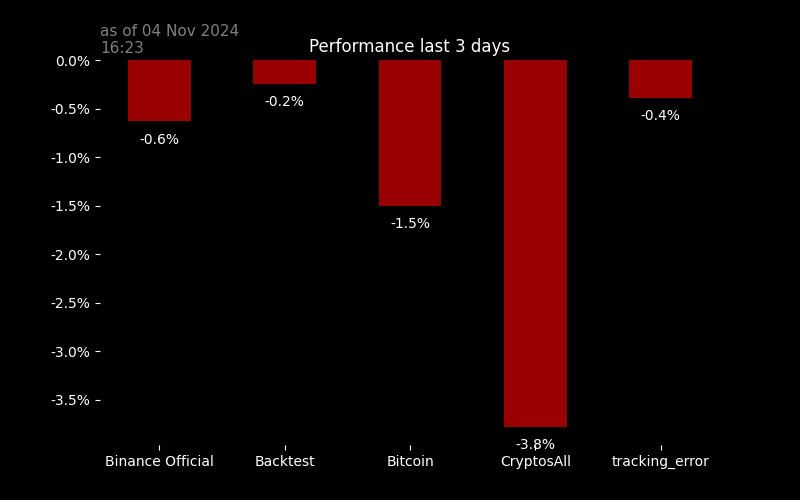 as of 04 Nov 2024
16:23
Performance last 3 days
0.0%
-0.5%
-1.0%
-1.5%
-2.0%
-2.5%
-3.0%
-3.5%
-0.6%
-0.2%
-1.5%
-3.8%
-0.4%
Binance Official
Backtest
Bitcoin
CryptosAll
tracking_error